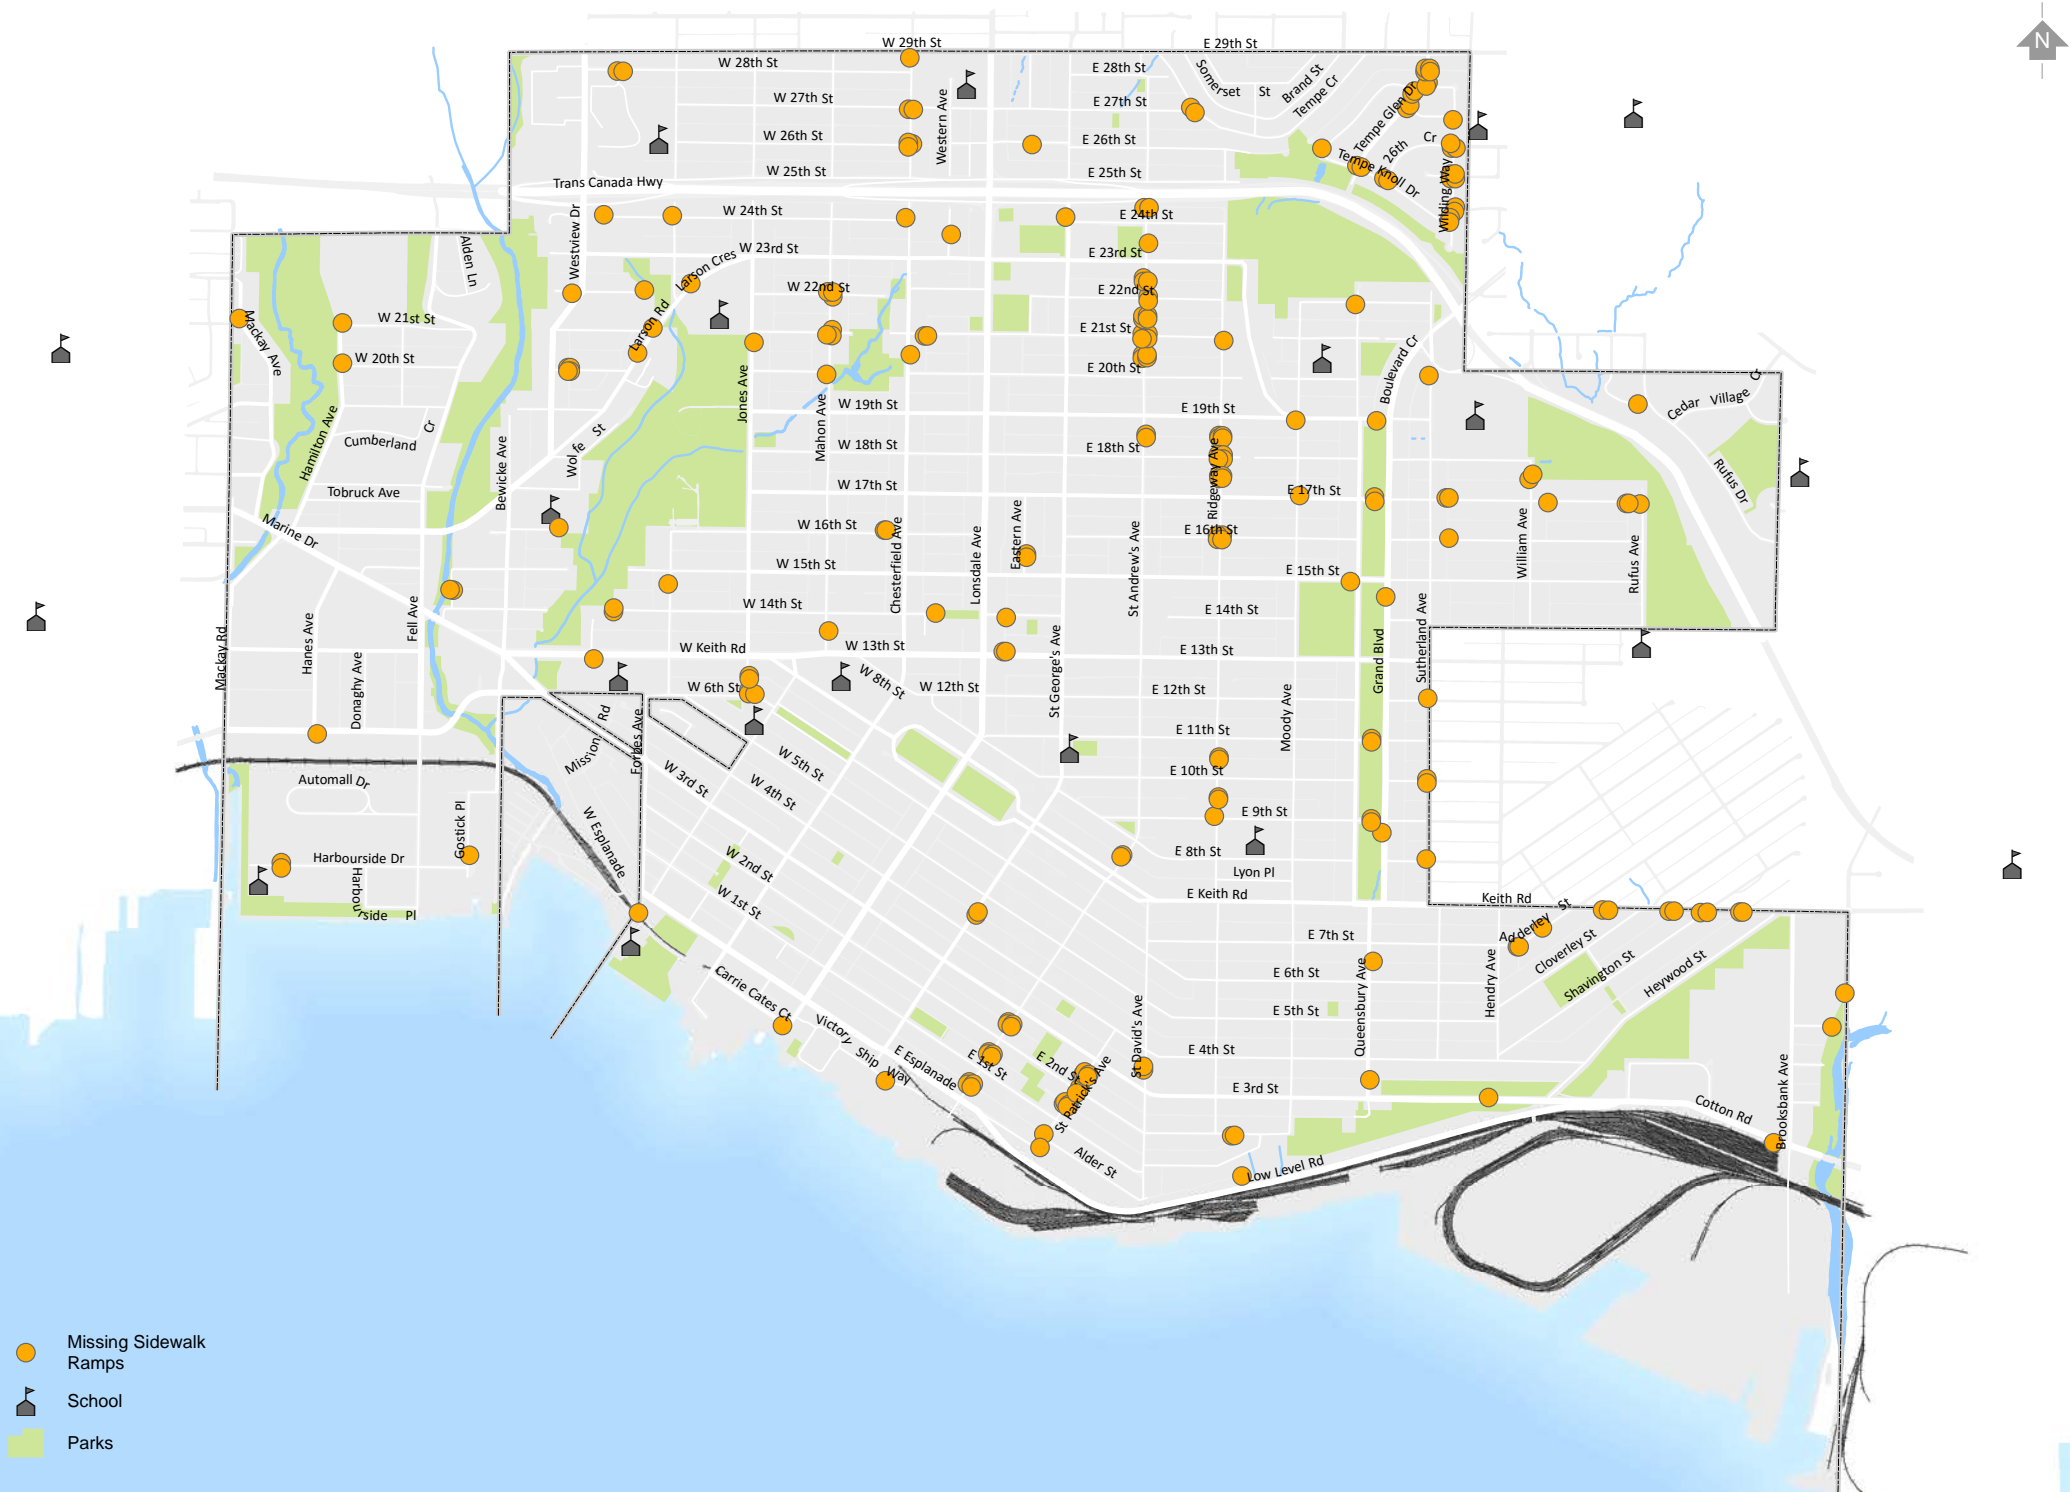 N
W 29th St
E 29th St
W 28th St
E 28th St
Somerset St
Brand St
Tempe Cr
W 27th St
E 27th St
Western Ave
Tempe Glen Dr
W 26th St
E 26th St
26th Cr
Tempe Knoll Dr
Wilding Way
W 25th St
E 25th St
Trans Canada Hwy
W 24th St
E 24th St
Westview Dr
Alden Ln
W 23rd St
E 23rd St
Larson Cres
W 22nd St
E 22nd St
Larson Rd
Mackay Ave
W 21st St
E 21st St
W 20th St
E 20th St
Boulevard Cr
Jones Ave
Mahon Ave
W 19th St
E 19th St
Cedar Village Cr
Hamilton Ave
Cumberland Cr
Wolfe St
Bewicke Ave
W 18th St
E 18th St
Ridgeway Ave
Rufus Dr
Tobruck Ave
W 17th St
E 17th St
Marine Dr
W 16th St
E 16th St
Chesterfield Ave
Lonsdale Ave
Eastern Ave
St Andrew's Ave
William Ave
Rufus Ave
W 15th St
E 15th St
W 14th St
E 14th St
Fell Ave
Hanes Ave
Mackay Rd
Donaghy Ave
W Keith Rd
W 13th St
E 13th St
St George's Ave
Grand Blvd
Sutherland Ave
W 8th St
W 6th St
W 12th St
E 12th St
Moody Ave
Mission Rd
Forbes Ave
E 11th St
W 5th St
W 3rd St
W 4th St
E 10th St
Automall Dr
Gostick Pl
W Esplanade
E 9th St
Harbourside Dr
Harbourside Pl
W 2nd St
E 8th St
Lyon Pl
W 1st St
E Keith Rd
Keith Rd
E 7th St
Adderley St
Cloverley St
Shavington St
Heywood St
Hendry Ave
Queensbury Ave
E 6th St
Carrie Cates Ct
E 5th St
Victory Ship Way
St David's Ave
E Esplanade
E 1st St
E 2nd St
E 4th St
St Patrick's Ave
E 3rd St
Cotton Rd
Brooksbank Ave
Alder St
Low Level Rd
Missing Sidewalk
Ramps
School
Parks